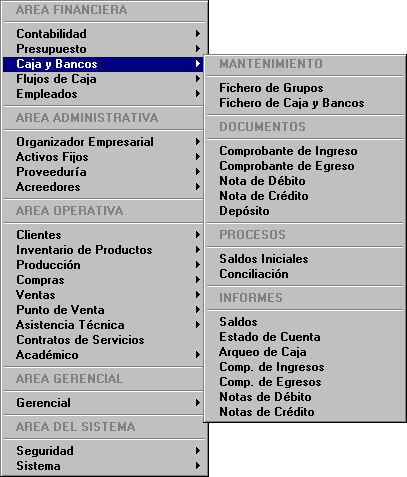 AREA FINANCIERA
Contabilidad
Presupuesto
Caja y Bancos
Flujos de Caja
Empleados
AREA ADMINISTRATIVA
Organizador Empresarial
Activos Fijos
Proveeduría
Acreedores
AREA OPERATIVA
Clientes
Inventario de Productos
Producción
Compras
Ventas
Punto de Venta
Asistencia Técnica
Contratos de Servicios
Académico
AREA GERENCIAL
Gerencial
AREA DEL SISTEMA
Seguridad
Sistema
MANTENIMIENTO
Fichero de Grupos
Fichero de Caja y Bancos
DOCUMENTOS
Comprobante de Ingreso
Comprobante de Egreso
Nota de Débito
Nota de Crédito
Depósito
PROCESOS
Saldos Iniciales
Conciliación
INFORMES
Saldos
Estado de Cuenta
Arqueo de Caja
Comp. de Ingresos
Comp. de Egresos
Notas de Débito
Notas de Crédito